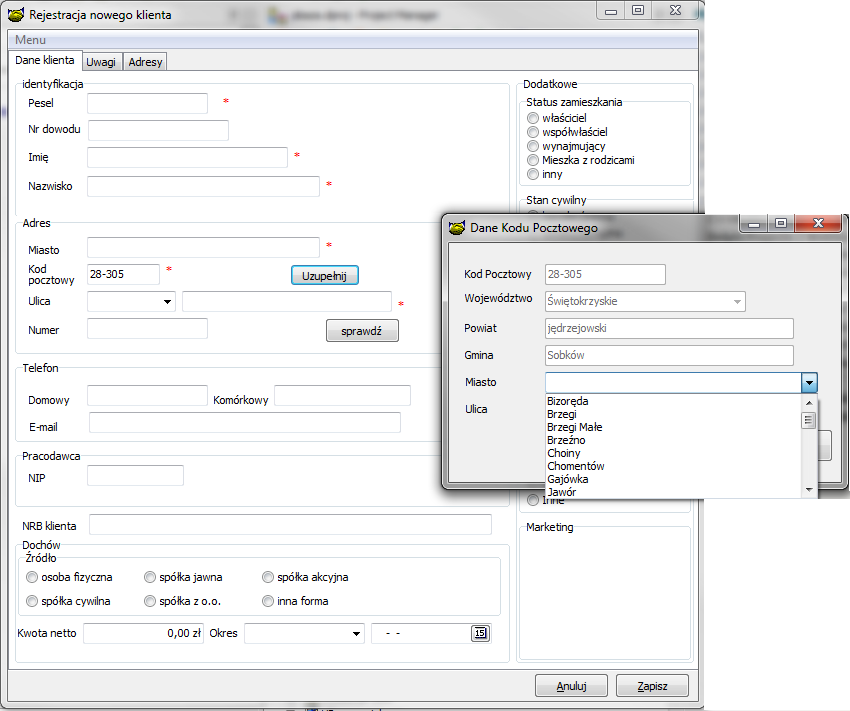 Rejestracja nowego klienta
Menu
Dane klienta Uwagi Adresy
identyfikacja
Pesel *
Nr dowodu
Imię *
Nazwisko *
Adres
Miasto *
Kod pocztowy 28-305 * Uzupełnij
Ulica *
Numer sprawdź
Telefon
Domowy Komórkowy
E-mail
Pracodawca
NIP
NRB klienta
Dochów
Źródło
osoba fizyczna spółka jawna spółka akcyjna
spółka cywilna spółka z o.o. inna forma
Kwota netto 0,00 zł Okres - - 15
Dodatkowe
Status zamieszkania
właściciel
współwłaściel
wynajmujący
Mieszka z rodzicami
inny
Stan cywilny
Dane Kodu Pocztowego
Kod Pocztowy 28-305
Województwo Świętokrzyskie
Powiat jędrzejowski
Gmina Sobków
Miasto
Ulica
Bizoręda
Brzegi
Brzegi Małe
Brzeźno
Choiny
Chomentów
Gajówka
Jawór
Inne
Marketing
Anuluj Zapisz